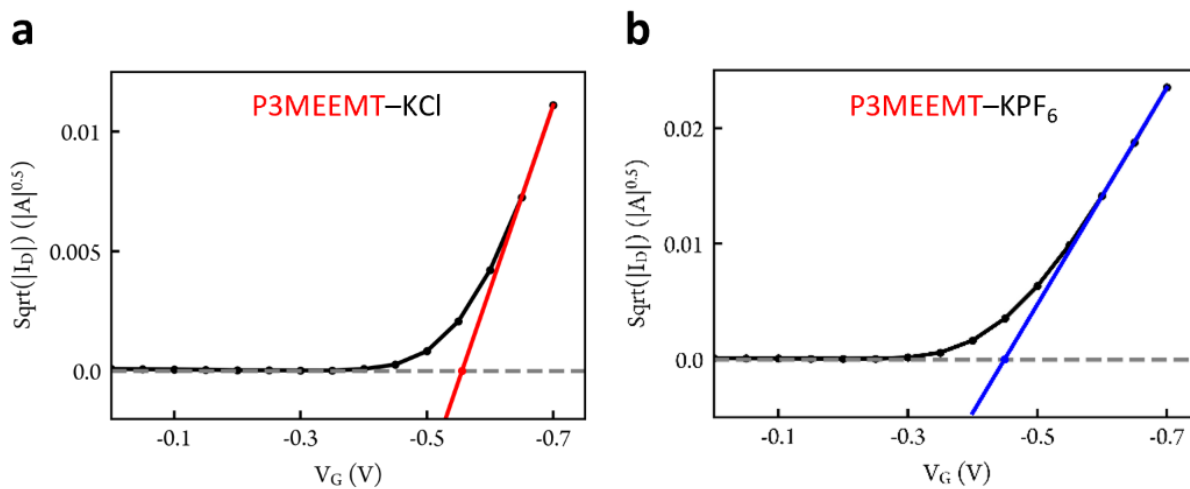 a
P3MEEMT–KCl
Sqrt(|I_D|) (|A|^0.5)
0.01
0.005
0.0
-0.1
-0.3
-0.5
-0.7
V_G (V)
b
P3MEEMT–KPF₆
Sqrt(|I_D|) (|A|^0.5)
0.02
0.01
0.0
-0.1
-0.3
-0.5
-0.7
V_G (V)